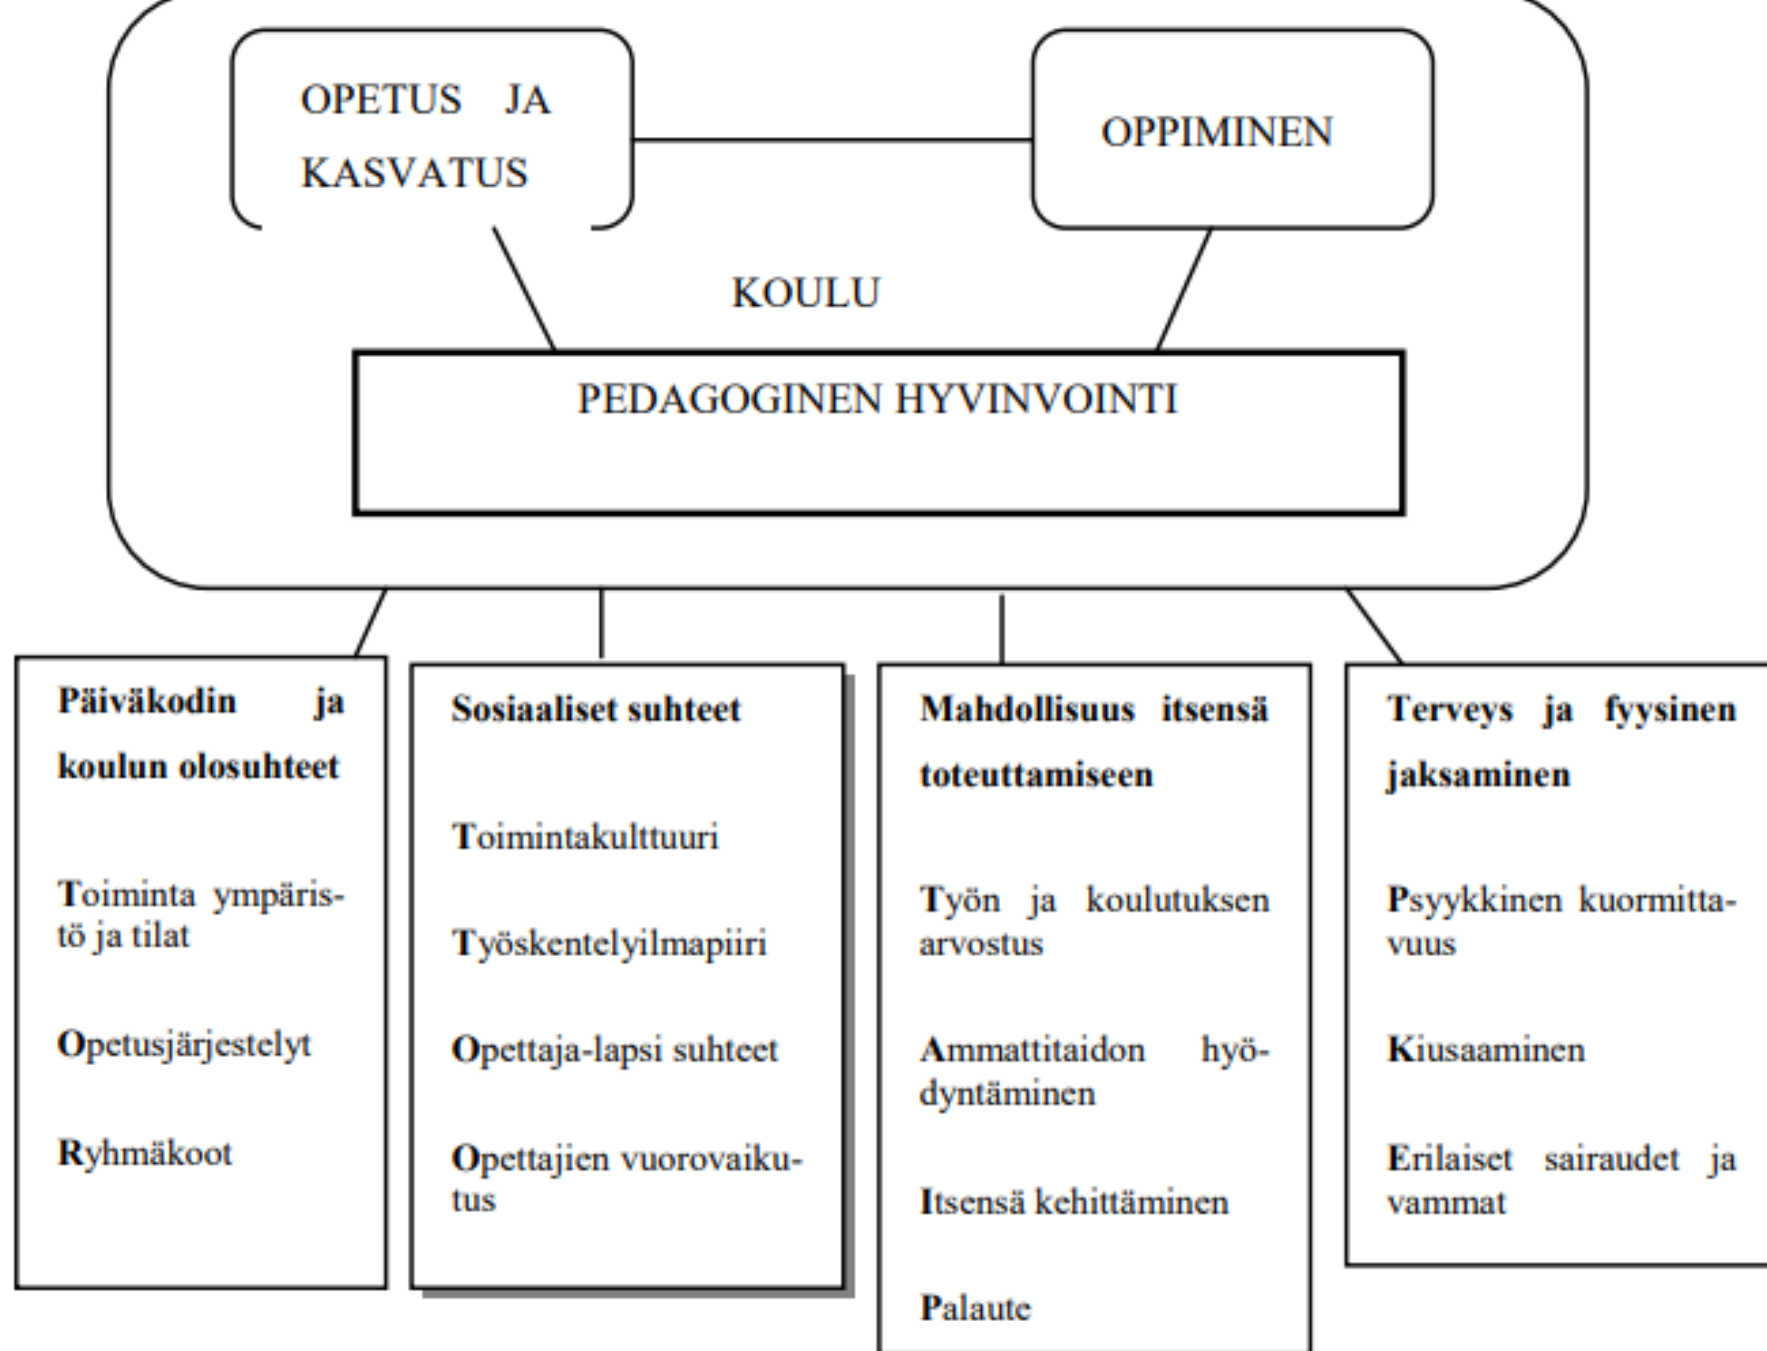 OPETUS JA
KASVATUS
OPPIMINEN
KOULU
PEDAGOGINEN HYVINVOINTI
Päiväkodin ja
koulun olosuhteet
Toiminta ympäris-
tö ja tilat
Opetusjärjestelyt
Ryhmäkoot
Sosiaaliset suhteet
Toimintakulttuuri
Työskentelyilmapiiri
Opettaja-lapsi suhteet
Opettajien vuorovaiku-
tus
Mahdollisuus itsensä
toteuttamiseen
Työn ja koulutuksen
arvostus
Ammattitaidon hyö-
dyntäminen
Itsensä kehittäminen
Palaute
Terveys ja fyysinen
jaksaminen
Psyykkinen kuormitta-
vuus
Kiusaaminen
Erilaiset sairaudet ja
vammat